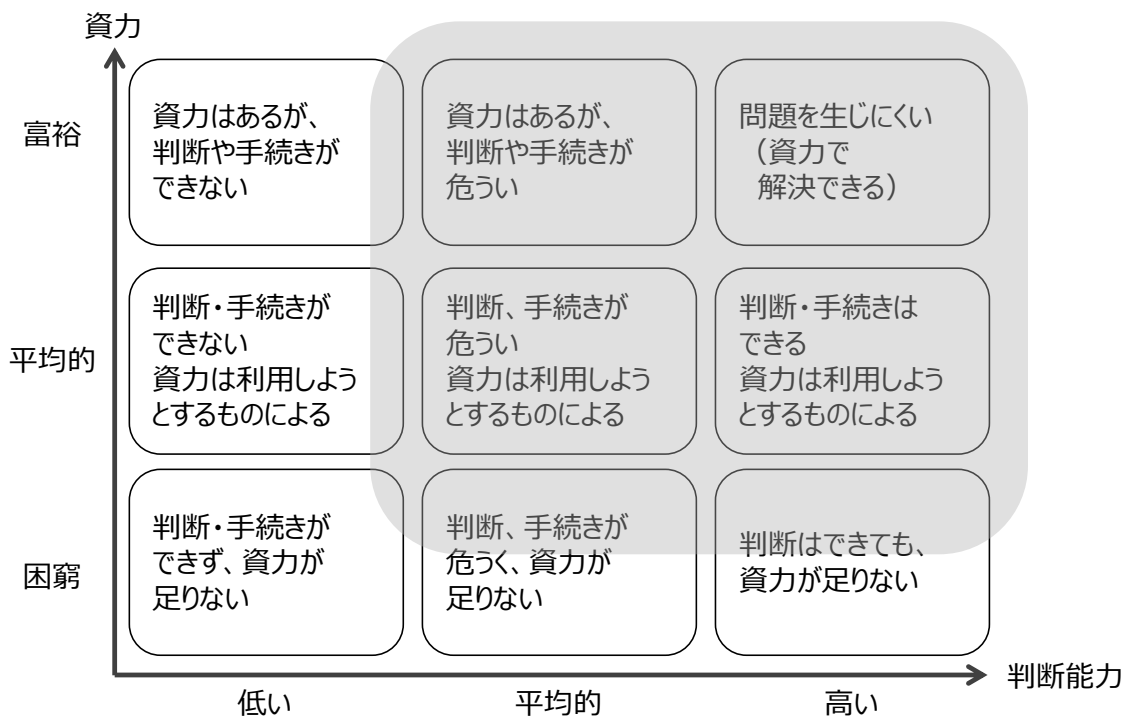 資力
富裕
資力はあるが、
判断や手続きが
できない
資力はあるが、
判断や手続きが
危うい
問題を生じにくい
（資力で
解決できる）
平均的
判断・手続きが
できない
資力は利用しよう
とするものによる
判断、手続きが
危うい
資力は利用しよう
とするものによる
判断・手続きは
できる
資力は利用しよう
とするものによる
困窮
判断・手続きが
できず、資力が
足りない
判断、手続きが
危うく、資力が
足りない
判断はできても、
資力が足りない
判断能力
低い
平均的
高い